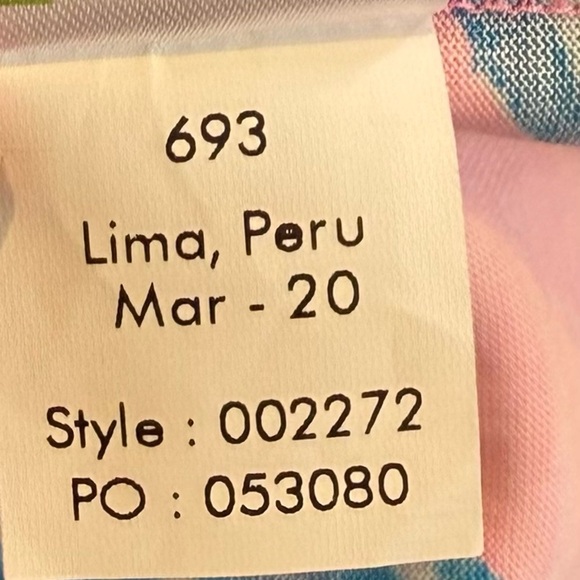 693
Lima, Peru
Mar - 20
Style : 002272
PO : 053080